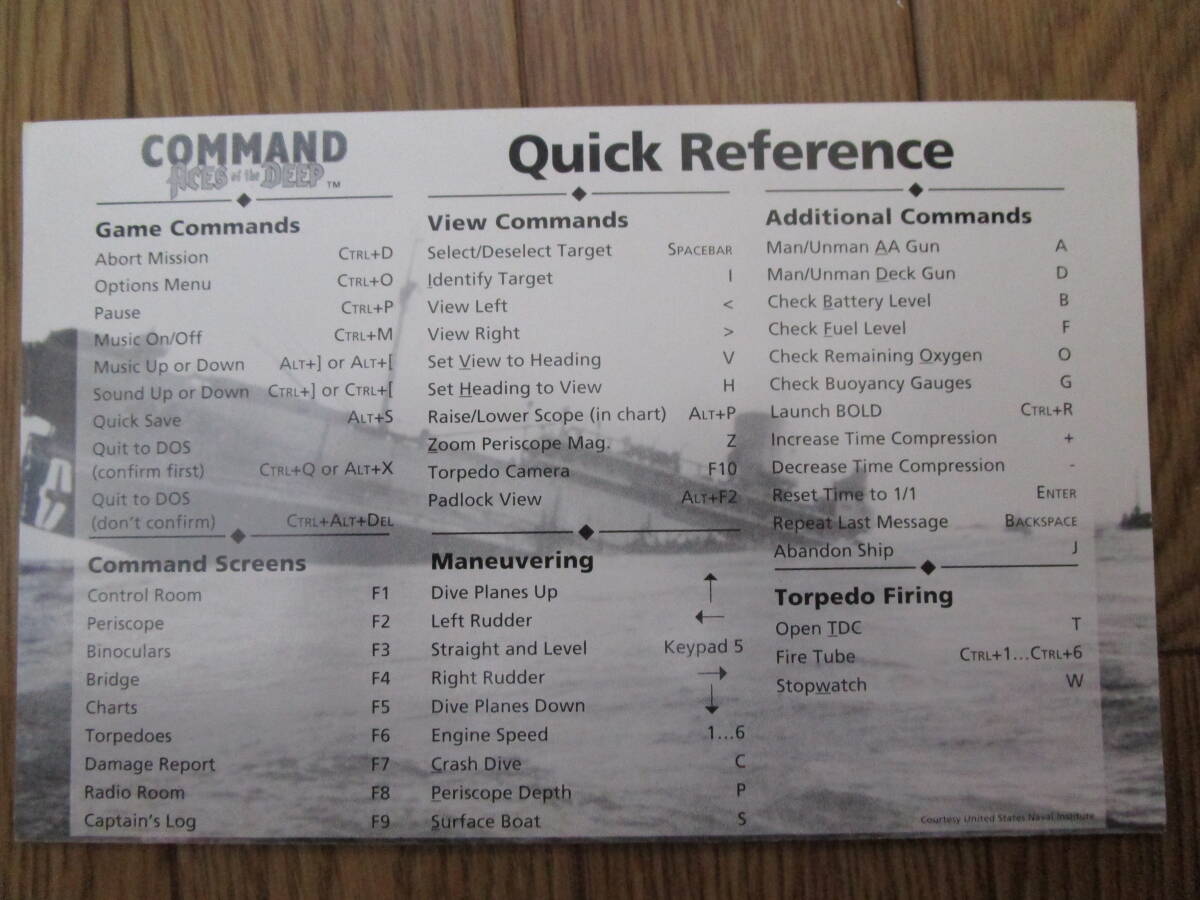 COMMAND
ACES of the DEEP™
Quick Reference
Game Commands
Abort Mission CTRL+D
Options Menu CTRL+O
Pause CTRL+P
Music On/Off CTRL+M
Music Up or Down ALT+] or ALT+[
Sound Up or Down CTRL+] or CTRL+[
Quick Save ALT+S
Quit to DOS
(confirm first) CTRL+Q or ALT+X
Quit to DOS
(don't confirm) CTRL+ALT+DEL
Command Screens
Control Room F1
Periscope F2
Binoculars F3
Bridge F4
Charts F5
Torpedoes F6
Damage Report F7
Radio Room F8
Captain's Log F9
View Commands
Select/Deselect Target SPACEBAR
Identify Target I
View Left <
View Right >
Set View to Heading V
Set Heading to View H
Raise/Lower Scope (in chart) ALT+P
Zoom Periscope Mag. Z
Torpedo Camera F10
Padlock View ALT+F2
Maneuvering
Dive Planes Up ↑
Left Rudder ←
Straight and Level Keypad 5
Right Rudder →
Dive Planes Down ↓
Engine Speed 1...6
Crash Dive C
Periscope Depth P
Surface Boat S
Additional Commands
Man/Unman AA Gun A
Man/Unman Deck Gun D
Check Battery Level B
Check Fuel Level F
Check Remaining Oxygen O
Check Buoyancy Gauges G
Launch BOLD CTRL+R
Increase Time Compression +
Decrease Time Compression -
Reset Time to 1/1 ENTER
Repeat Last Message BACKSPACE
Abandon Ship J
Torpedo Firing
Open TDC T
Fire Tube CTRL+1...CTRL+6
Stopwatch W
Courtesy United States Naval Institute